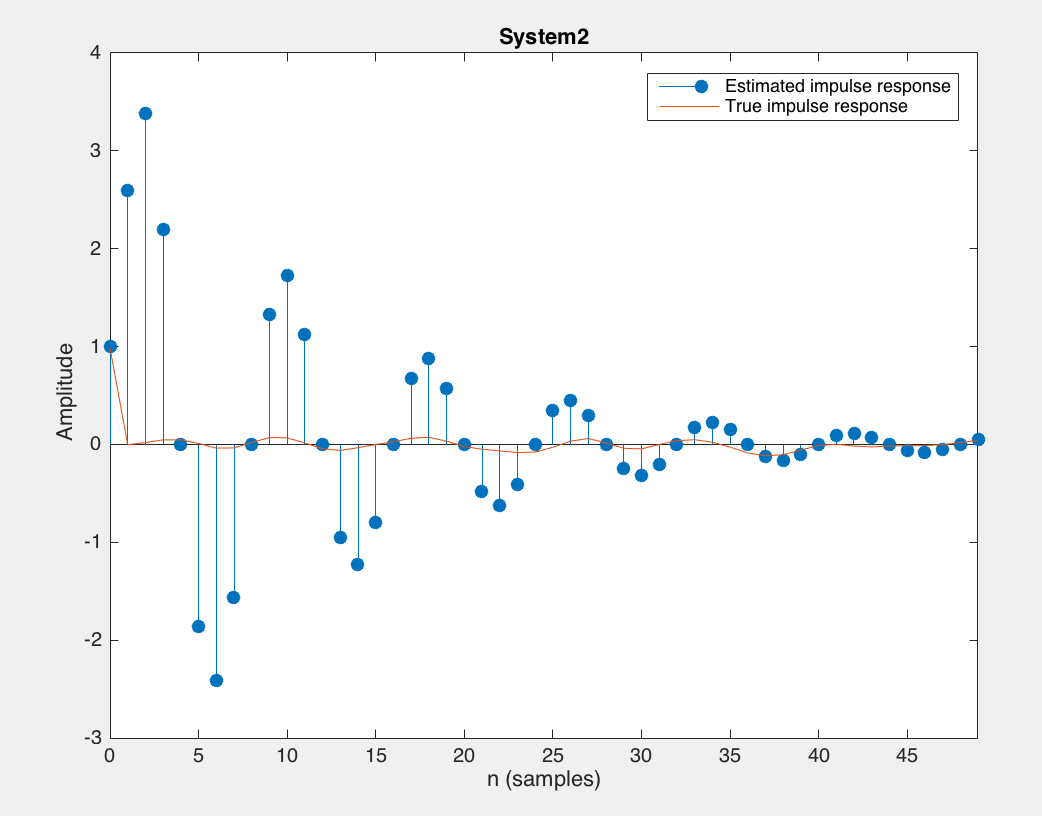 System2
Estimated impulse response
True impulse response
4
3
2
1
0
-1
-2
-3
Amplitude
0 5 10 15 20 25 30 35 40 45
n (samples)